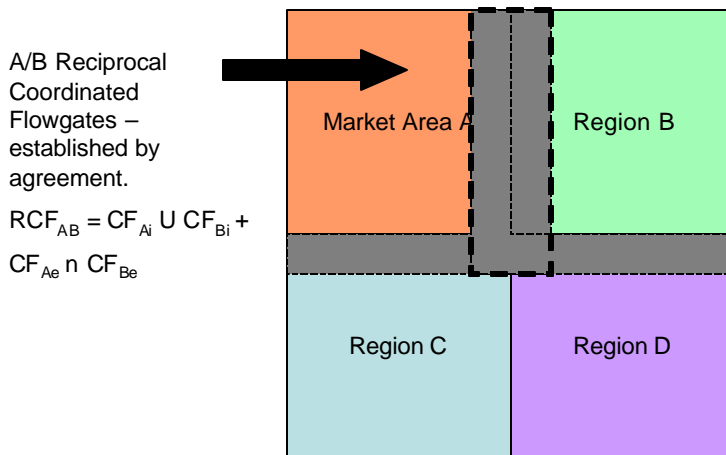 A/B Reciprocal
Coordinated
Flowgates –
established by
agreement.
RCF_AB = CF_Ai U CF_Bi +
CF_Ae n CF_Be
Market Area A
Region B
Region C
Region D